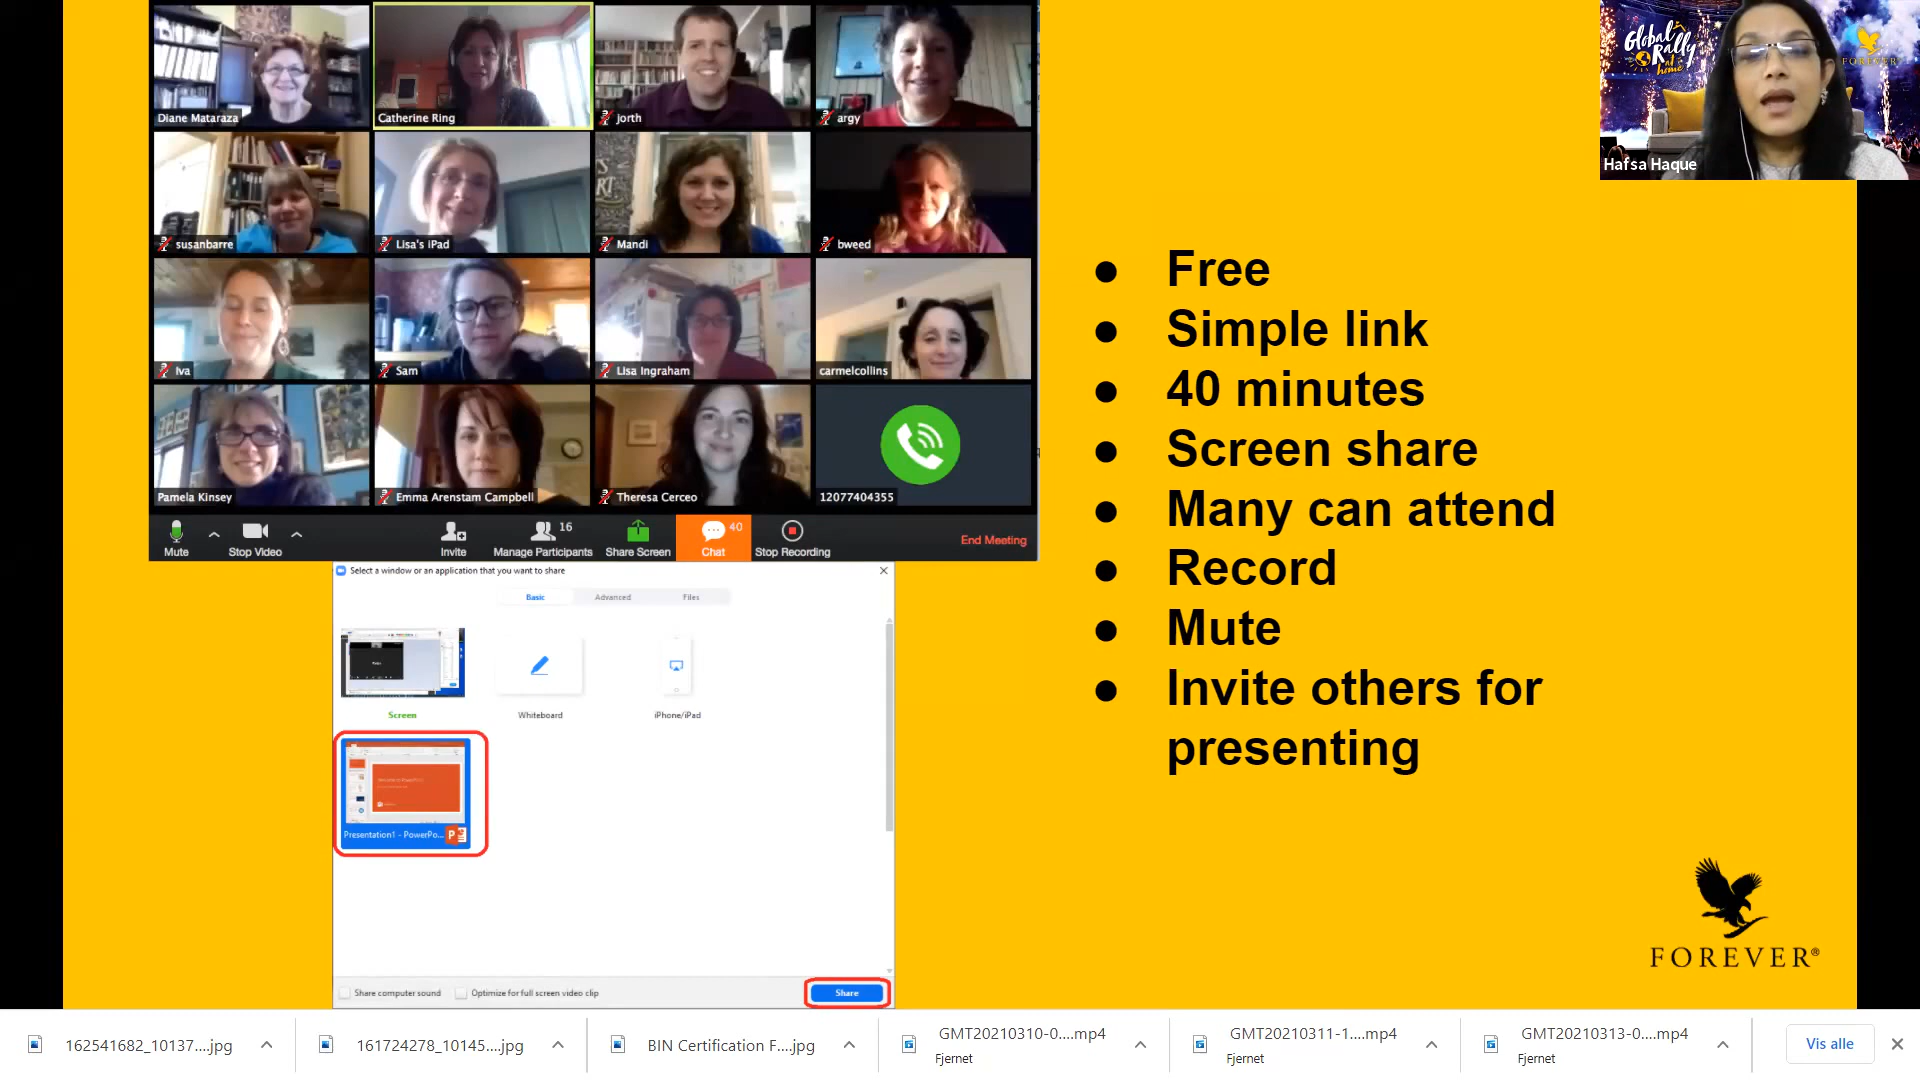 Diane Mataraza
Catherine Ring
jorth
argy
susanbarre
Lisa's iPad
Mandi
bweed
Iva
Sam
Lisa Ingraham
carmelcollins
Pamela Kinsey
Emma Arenstam Campbell
Theresa Cerceo
12077404355
Mute
Stop Video
Invite
16
Manage Participants
Share Screen
40
Chat
Stop Recording
End Meeting
Select a window or an application that you want to share
Basic
Advanced
Files
Screen
Whiteboard
iPhone/iPad
Presentation1 - PowerPo...
Share computer sound
Optimize for full screen video clip
Share
Global
Rally
at
home
FOREVER
Hafsa Haque
● Free
● Simple link
● 40 minutes
● Screen share
● Many can attend
● Record
● Mute
● Invite others for
presenting
FOREVER®
162541682_10137....jpg
161724278_10145....jpg
BIN Certification F....jpg
GMT20210310-0....mp4
Fjernet
GMT20210311-1....mp4
Fjernet
GMT20210313-0....mp4
Fjernet
Vis alle